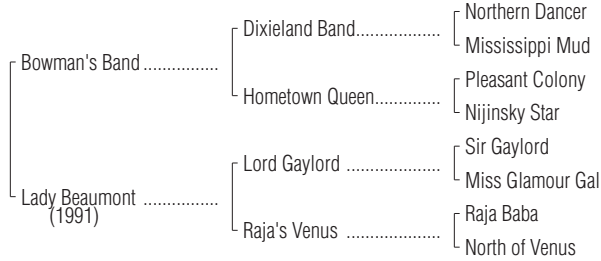 Northern Dancer
Dixieland Band..................
Mississippi Mud
Bowman's Band ................
Pleasant Colony
Hometown Queen..............
Nijinsky Star
Sir Gaylord
Lord Gaylord ....................
Miss Glamour Gal
Lady Beaumont ................
(1991)
Raja Baba
Raja's Venus ....................
North of Venus